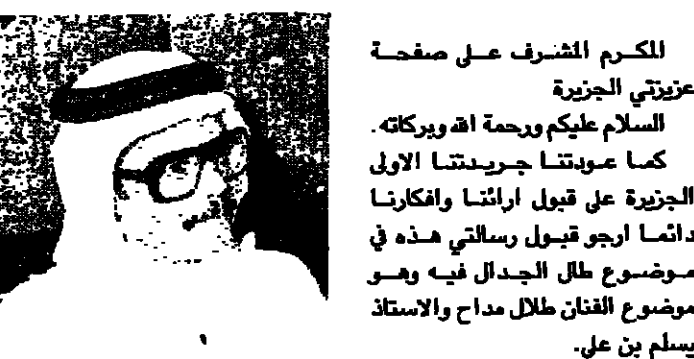 المكرم المشرف على صفحة
عزيزتي الجزيرة
السلام عليكم ورحمة الله وبركاته.
كما عودتنا جريدتنا الاولى
الجزيرة على قبول ارائنا وافكارنا
دائما ارجو قبول رسالتي هذه في
موضوع طال الجدال فيه وهو
موضوع الفنان طلال مداح والاستاذ
يسلم بن علي.